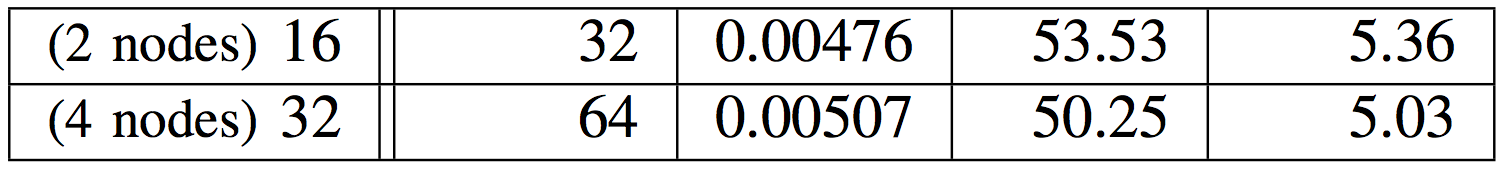 (2 nodes) 16 32 0.00476 53.53 5.36
(4 nodes) 32 64 0.00507 50.25 5.03